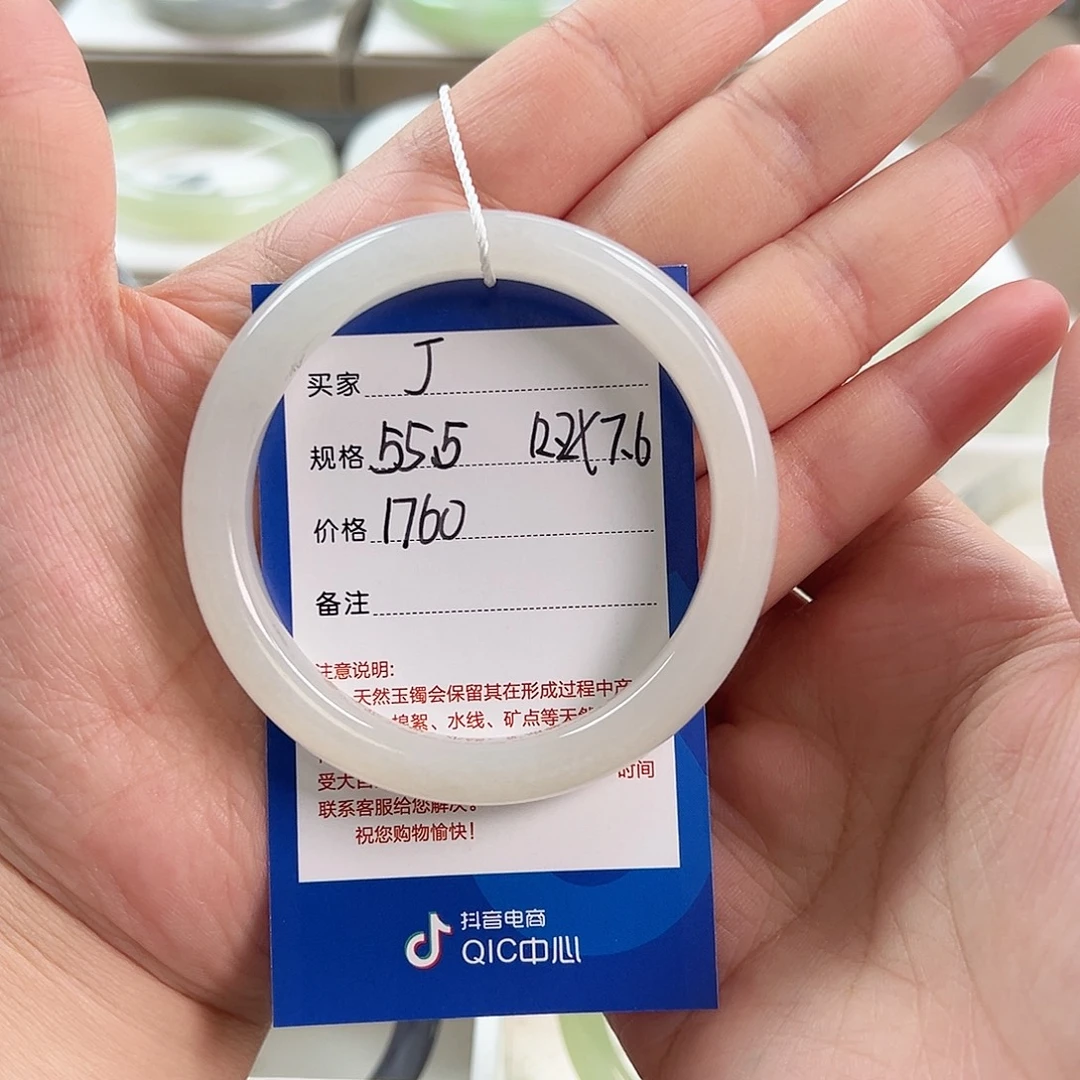 买家 J
规格 55.5 12.2X7.6
价格 1760
备注
注意说明:
天然玉镯会保留其在形成过程中产
棉絮、水线、矿点等天然
受大自
时间
联系客服给您解决。
祝您购物愉快!
抖音电商
QIC中心